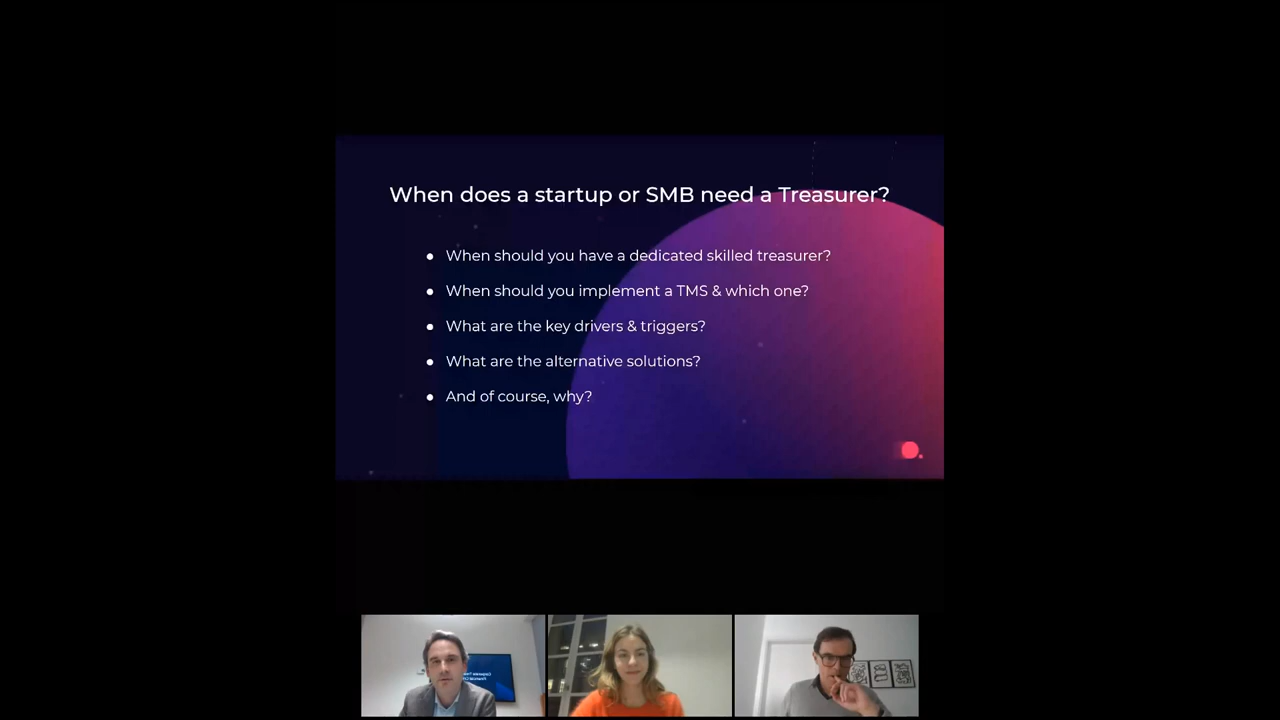 When does a startup or SMB need a Treasurer?
● When should you have a dedicated skilled treasurer?
● When should you implement a TMS & which one?
● What are the key drivers & triggers?
● What are the alternative solutions?
● And of course, why?